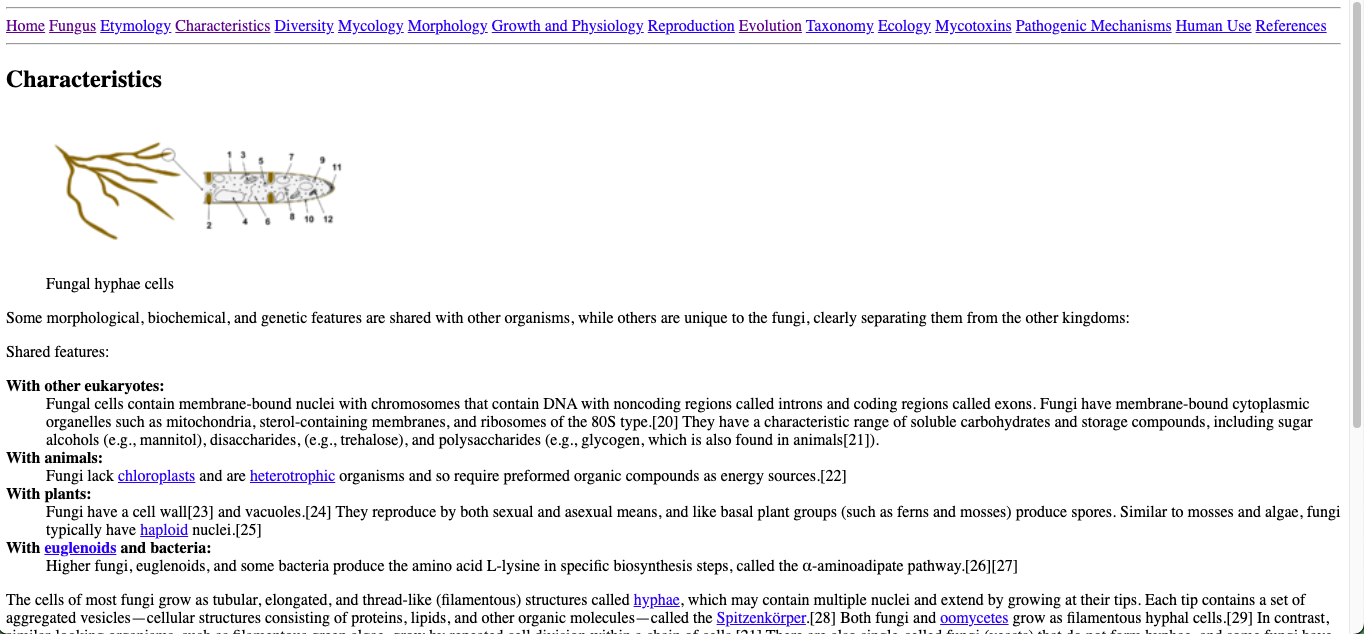 Home Fungus Etymology Characteristics Diversity Mycology Morphology Growth and Physiology Reproduction Evolution Taxonomy Ecology Mycotoxins Pathogenic Mechanisms Human Use References
Characteristics
1 3 5 7 9 11
2 4 6 8 10 12
Fungal hyphae cells
Some morphological, biochemical, and genetic features are shared with other organisms, while others are unique to the fungi, clearly separating them from the other kingdoms:
Shared features:
With other eukaryotes:
Fungal cells contain membrane-bound nuclei with chromosomes that contain DNA with noncoding regions called introns and coding regions called exons. Fungi have membrane-bound cytoplasmic
organelles such as mitochondria, sterol-containing membranes, and ribosomes of the 80S type.[20] They have a characteristic range of soluble carbohydrates and storage compounds, including sugar
alcohols (e.g., mannitol), disaccharides, (e.g., trehalose), and polysaccharides (e.g., glycogen, which is also found in animals[21]).
With animals:
Fungi lack chloroplasts and are heterotrophic organisms and so require preformed organic compounds as energy sources.[22]
With plants:
Fungi have a cell wall[23] and vacuoles.[24] They reproduce by both sexual and asexual means, and like basal plant groups (such as ferns and mosses) produce spores. Similar to mosses and algae, fungi
typically have haploid nuclei.[25]
With euglenoids and bacteria:
Higher fungi, euglenoids, and some bacteria produce the amino acid L-lysine in specific biosynthesis steps, called the α-aminoadipate pathway.[26][27]
The cells of most fungi grow as tubular, elongated, and thread-like (filamentous) structures called hyphae, which may contain multiple nuclei and extend by growing at their tips. Each tip contains a set of
aggregated vesicles—cellular structures consisting of proteins, lipids, and other organic molecules—called the Spitzenkörper.[28] Both fungi and oomycetes grow as filamentous hyphal cells.[29] In contrast,